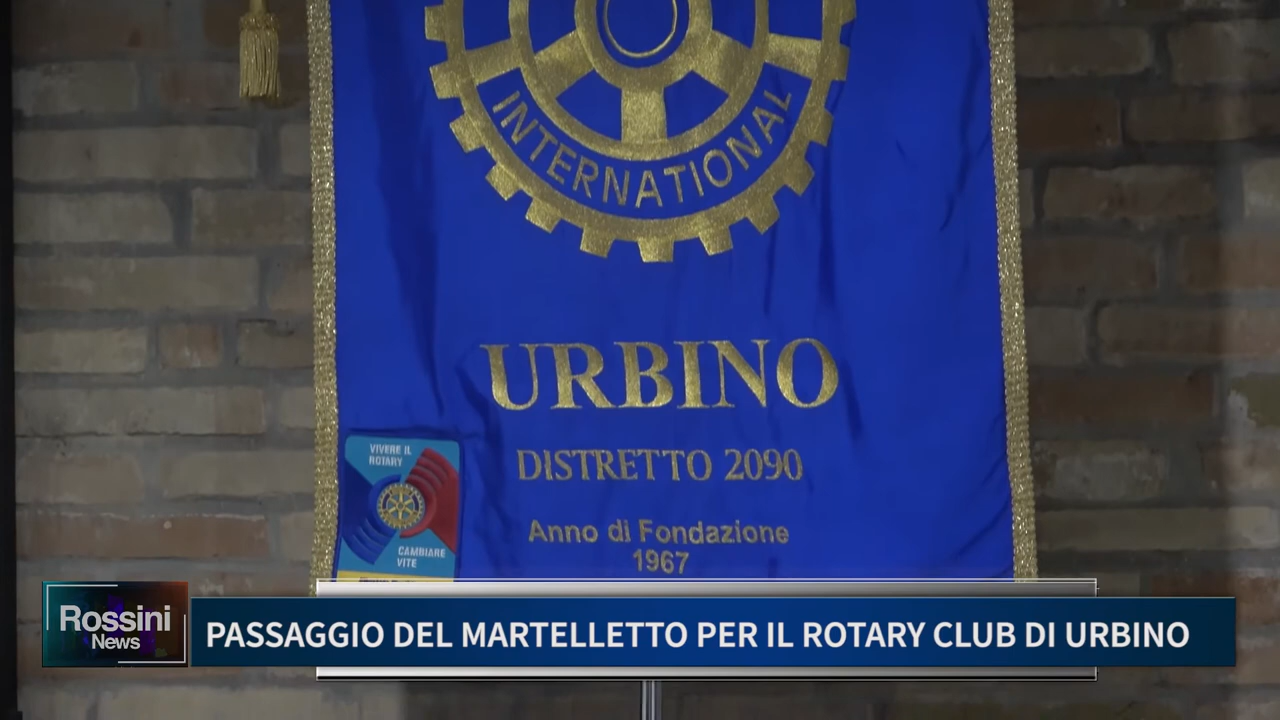 INTERNATIONAL
URBINO
DISTRETTO 2090
Anno di Fondazione
1967
VIVERE IL
ROTARY
CAMBIARE
VITE
Rossini
News
PASSAGGIO DEL MARTELLETTO PER IL ROTARY CLUB DI URBINO